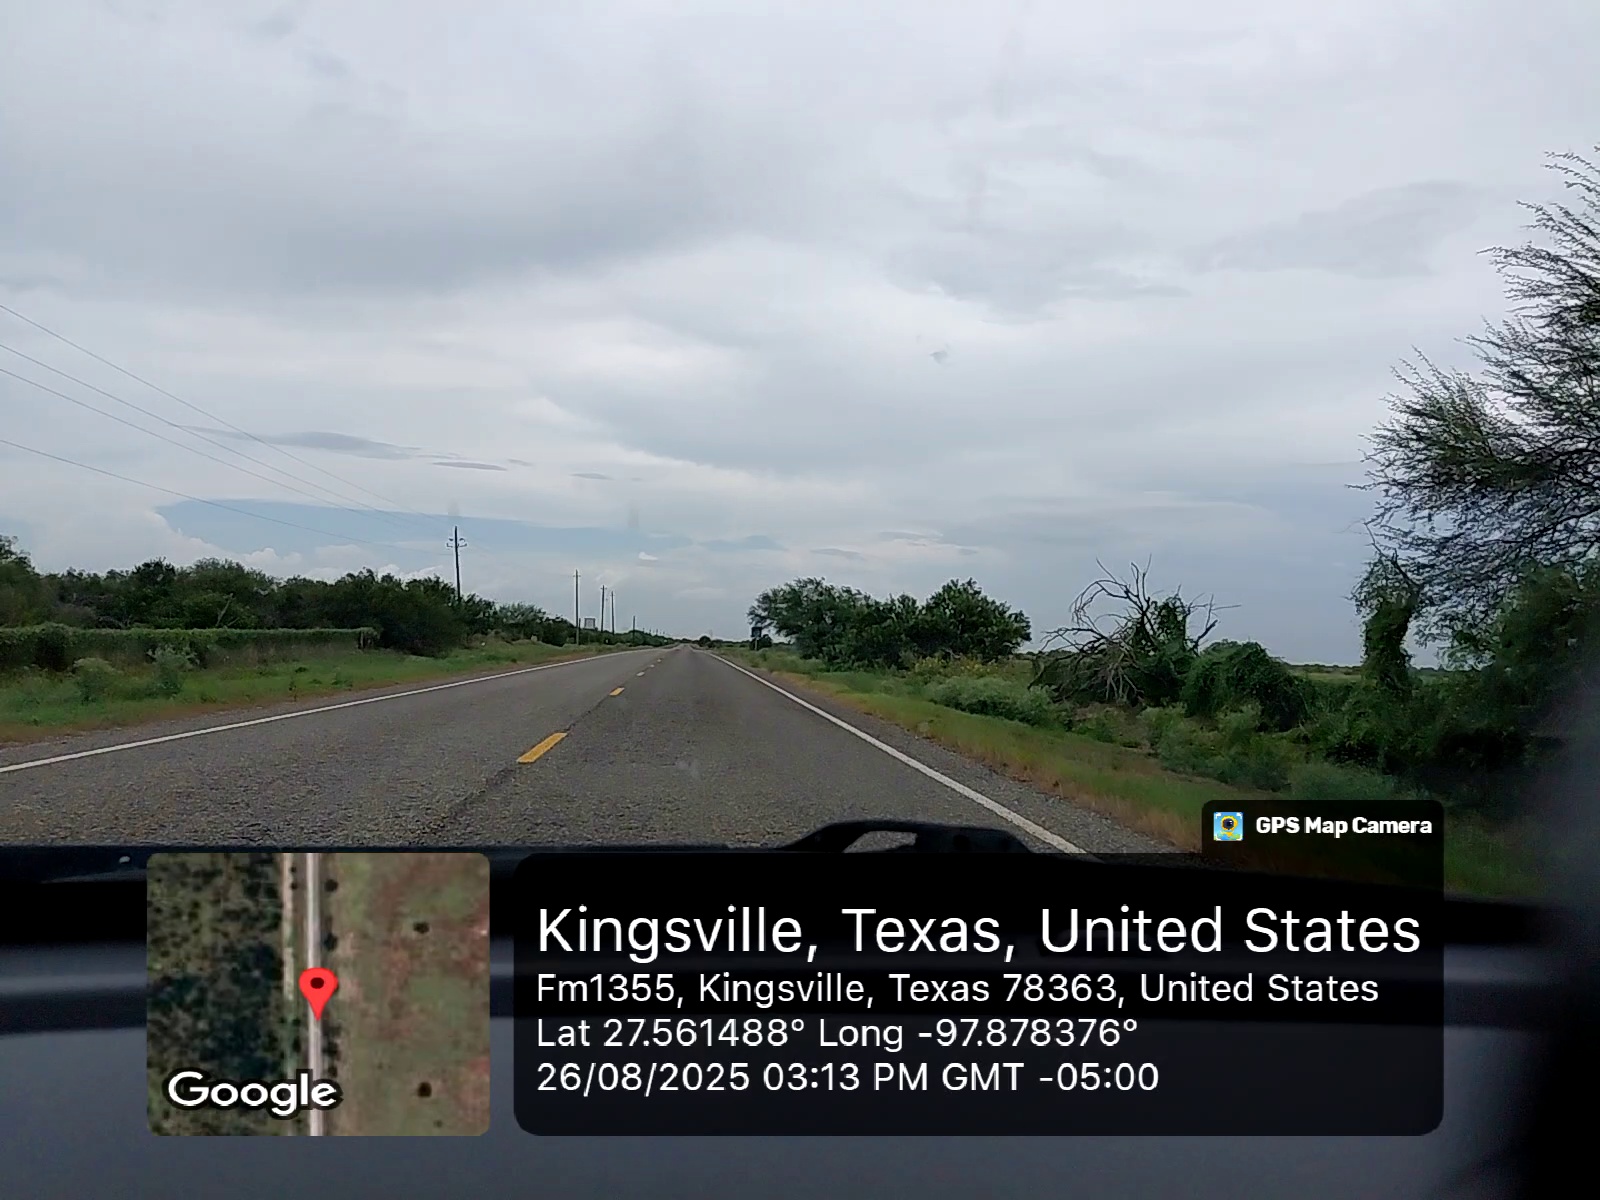 GPS Map Camera
Kingsville, Texas, United States
Fm1355, Kingsville, Texas 78363, United States
Lat 27.561488° Long -97.878376°
26/08/2025 03:13 PM GMT -05:00
Google